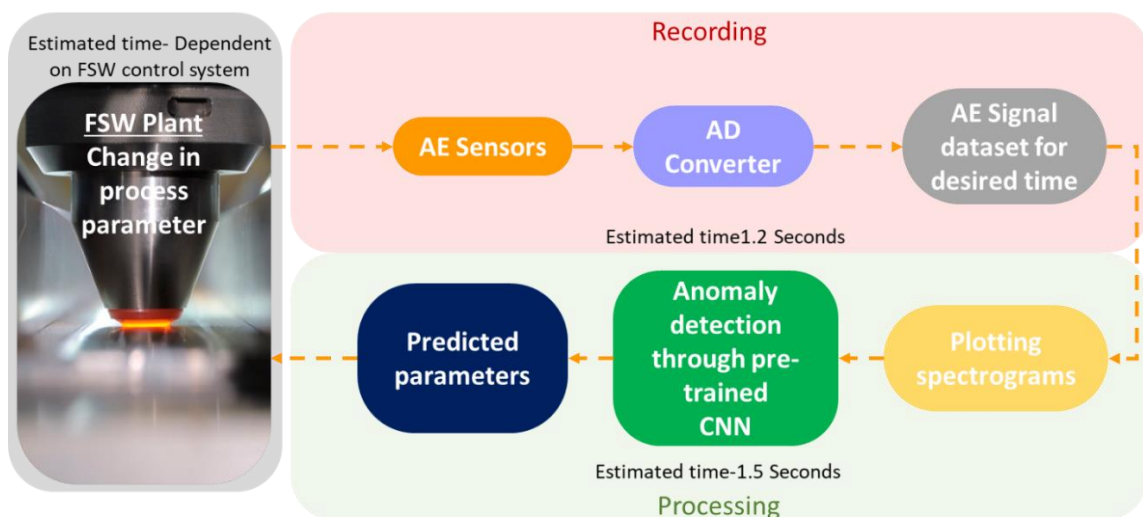 Estimated time- Dependent
on FSW control system
FSW Plant
Change in
process
parameter
Recording
AE Sensors
AD
Converter
AE Signal
dataset for
desired time
Estimated time1.2 Seconds
Predicted
parameters
Anomaly
detection
through pre-
trained
CNN
Plotting
spectrograms
Estimated time-1.5 Seconds
Processing